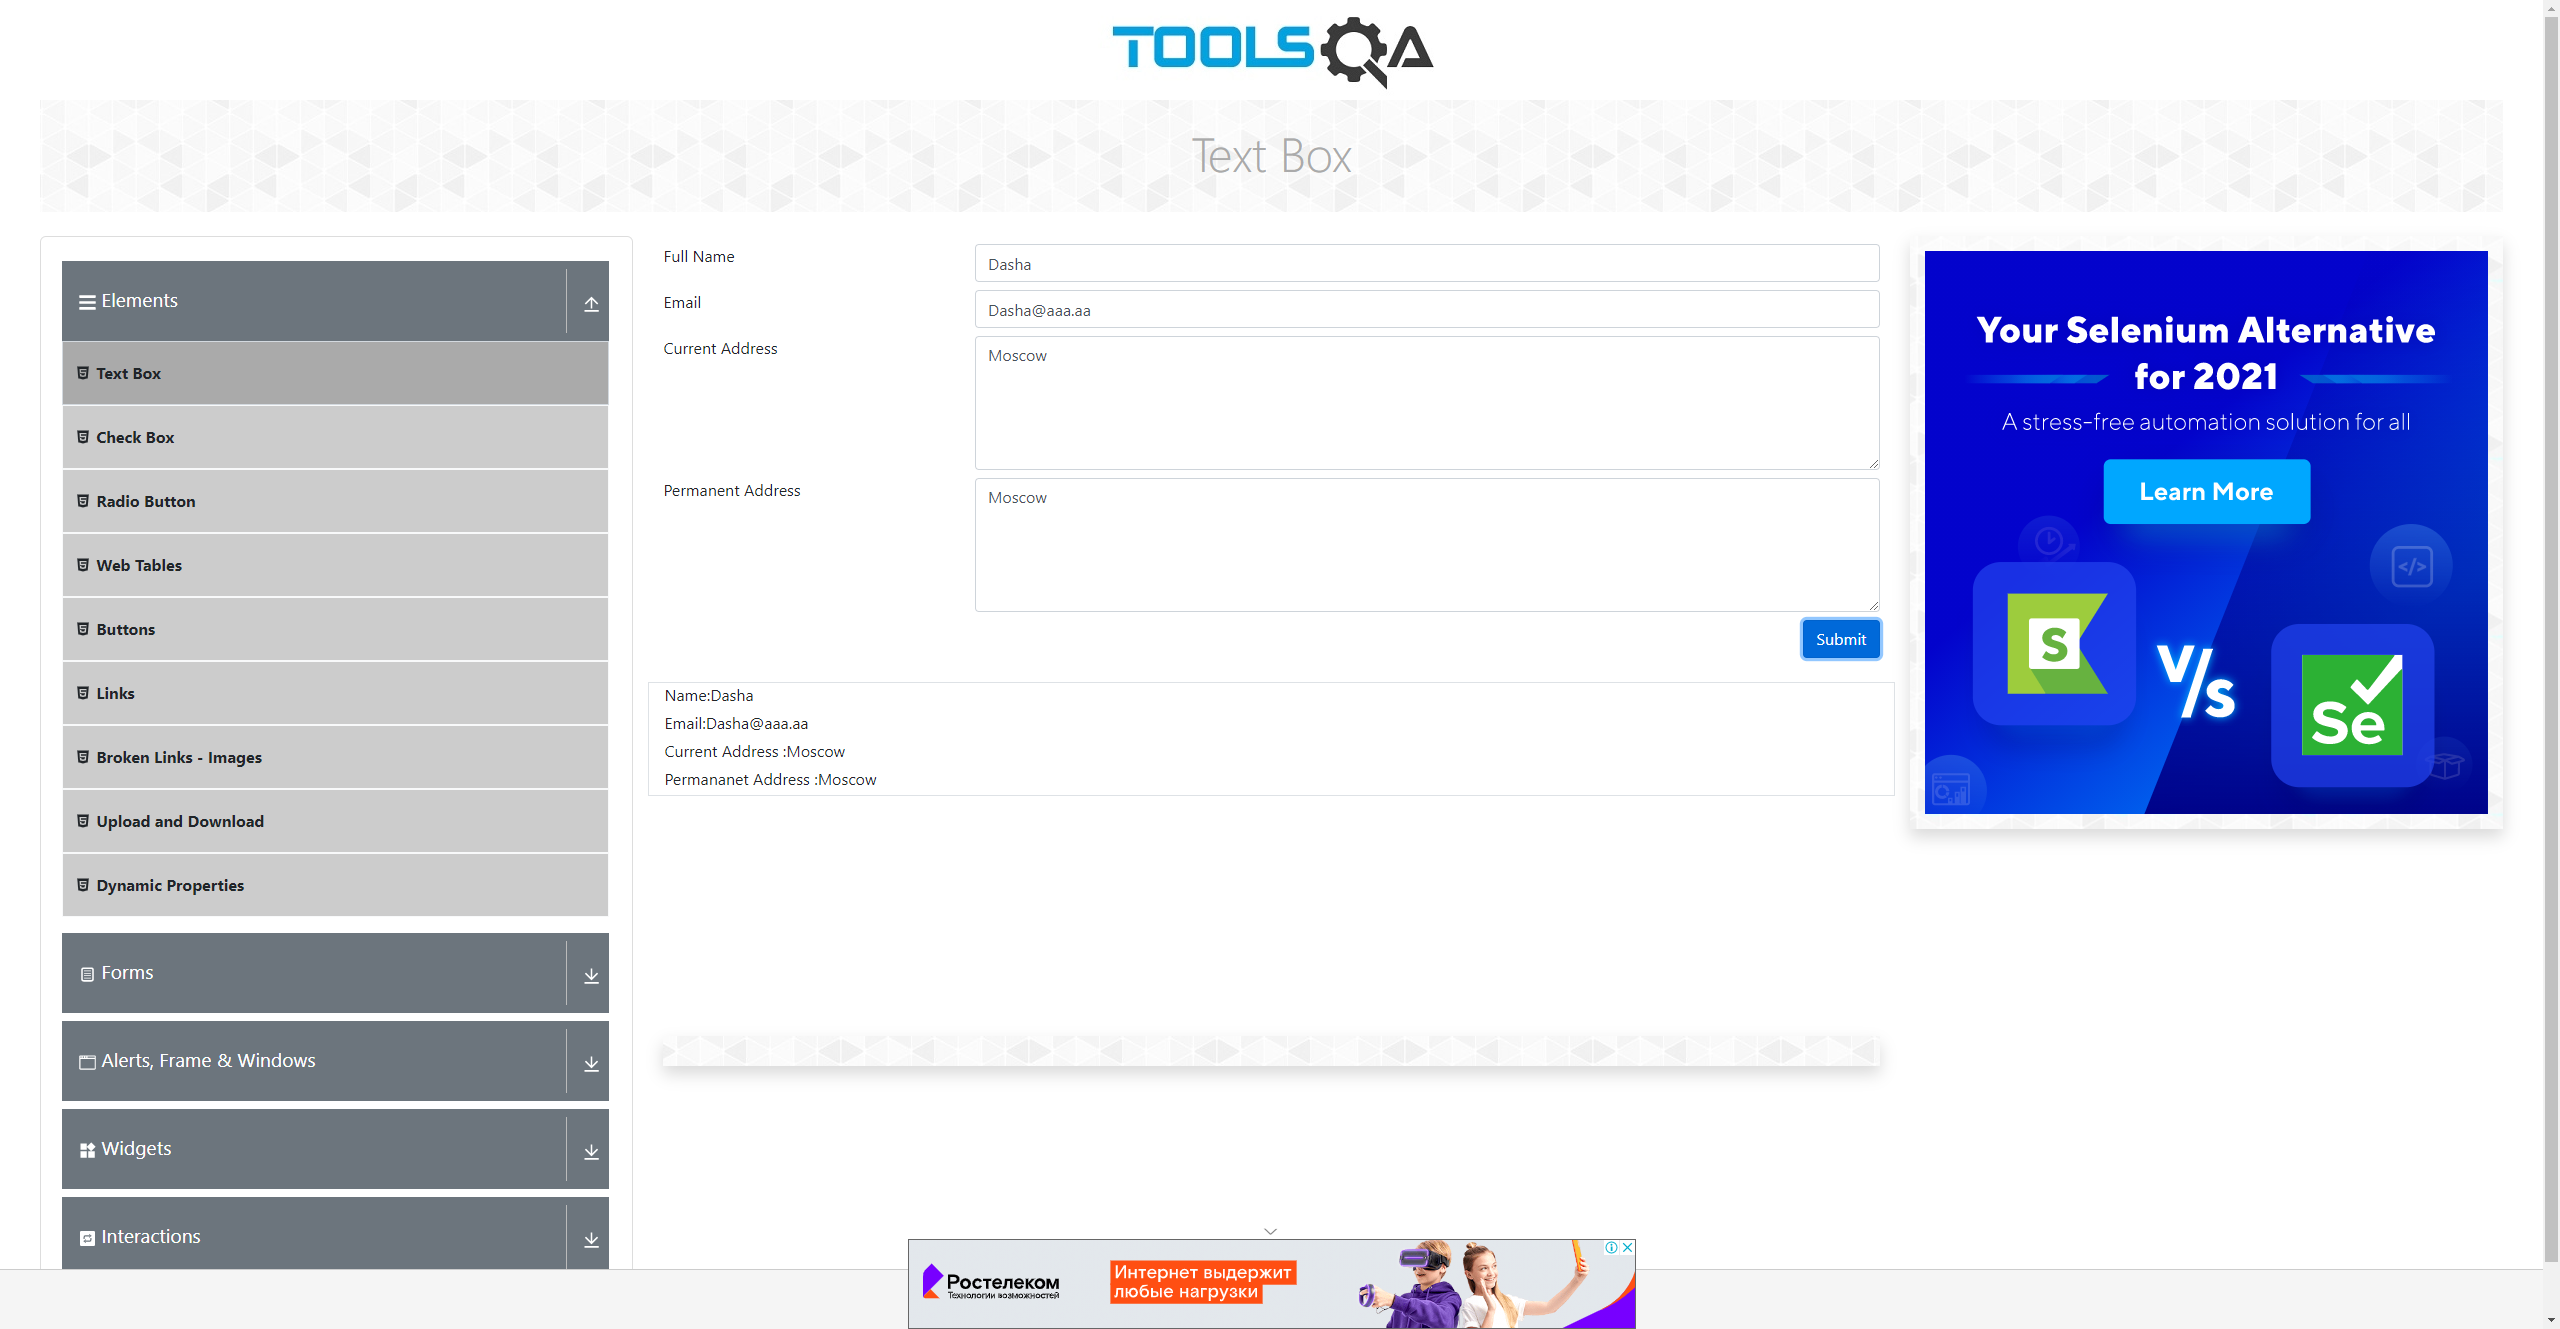 TOOLSQA
Text Box
Elements
Text Box
Check Box
Radio Button
Web Tables
Buttons
Links
Broken Links - Images
Upload and Download
Dynamic Properties
Forms
Alerts, Frame & Windows
Widgets
Interactions
Full Name
Dasha
Email
Dasha@aaa.aa
Current Address
Moscow
Permanent Address
Moscow
Submit
Name:Dasha
Email:Dasha@aaa.aa
Current Address :Moscow
Permananet Address :Moscow
Your Selenium Alternative
for 2021
A stress-free automation solution for all
Learn More
</>
S
V/s
Se
Ростелеком
Технологии возможностей
Интернет выдержит
любые нагрузки